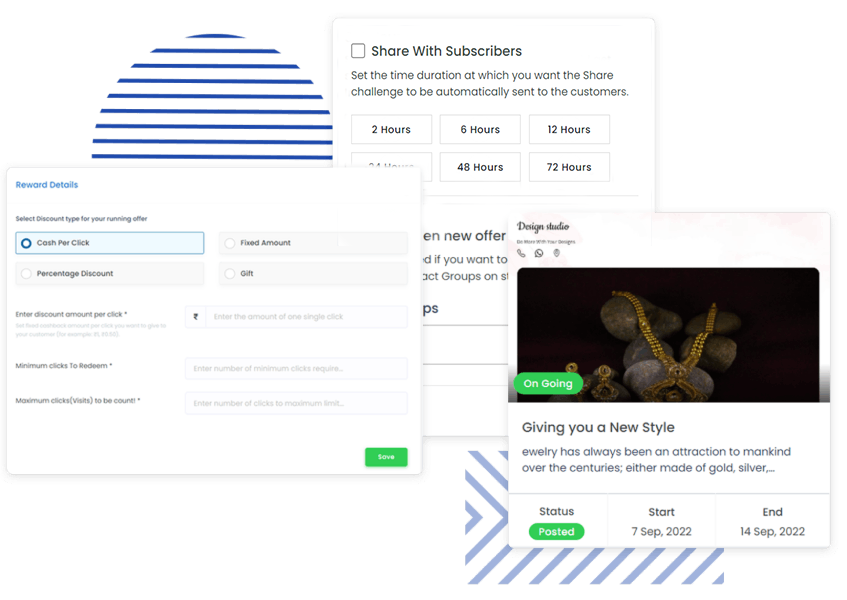 Share With Subscribers
Set the time duration at which you want the Share
challenge to be automatically sent to the customers.
2 Hours
6 Hours
12 Hours
24 Hours
48 Hours
72 Hours
Reward Details
Select Discount type for your running offer
Cash Per Click
Fixed Amount
Percentage Discount
Gift
Enter discount amount per click *
Set fixed cashback amount per click you want to give to
your customer (for example: ₹1, ₹9.50).
₹ Enter the amount of one single click
Minimum clicks To Redeem *
Enter number of minimum clicks require..
Maximum clicks(Visits) to be count! *
Enter number of clicks to maximum limit...
Save
en new offer
d if you want to
act Groups on st
ps
Design studio
Do More With Your Designs
On Going
Giving you a New Style
ewelry has always been an attraction to mankind
over the centuries; either made of gold, silver,...
Status
Start
End
Posted
7 Sep, 2022
14 Sep, 2022